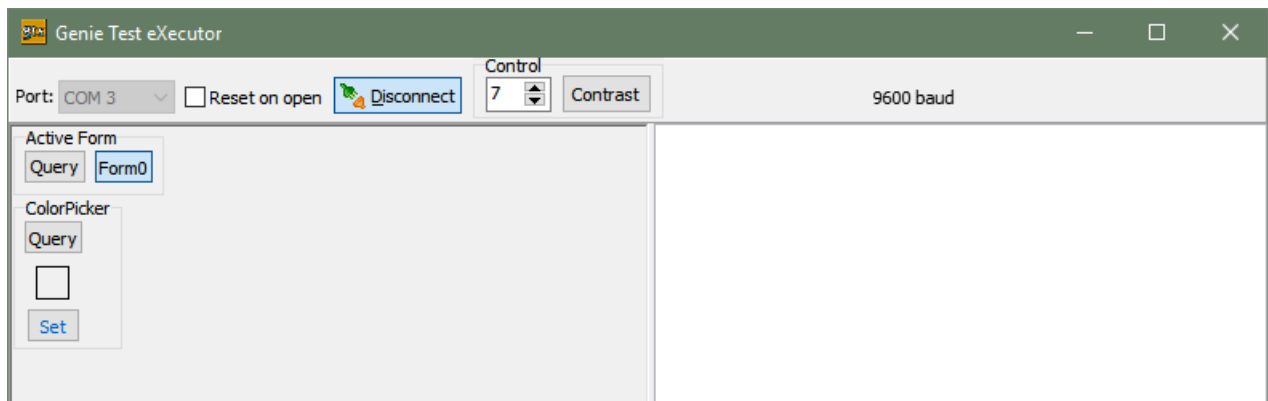 Genie Test eXecutor
Control
Port: COM 3 Reset on open Disconnect 7 Contrast 9600 baud
Active Form
Query Form0
ColorPicker
Query
Set